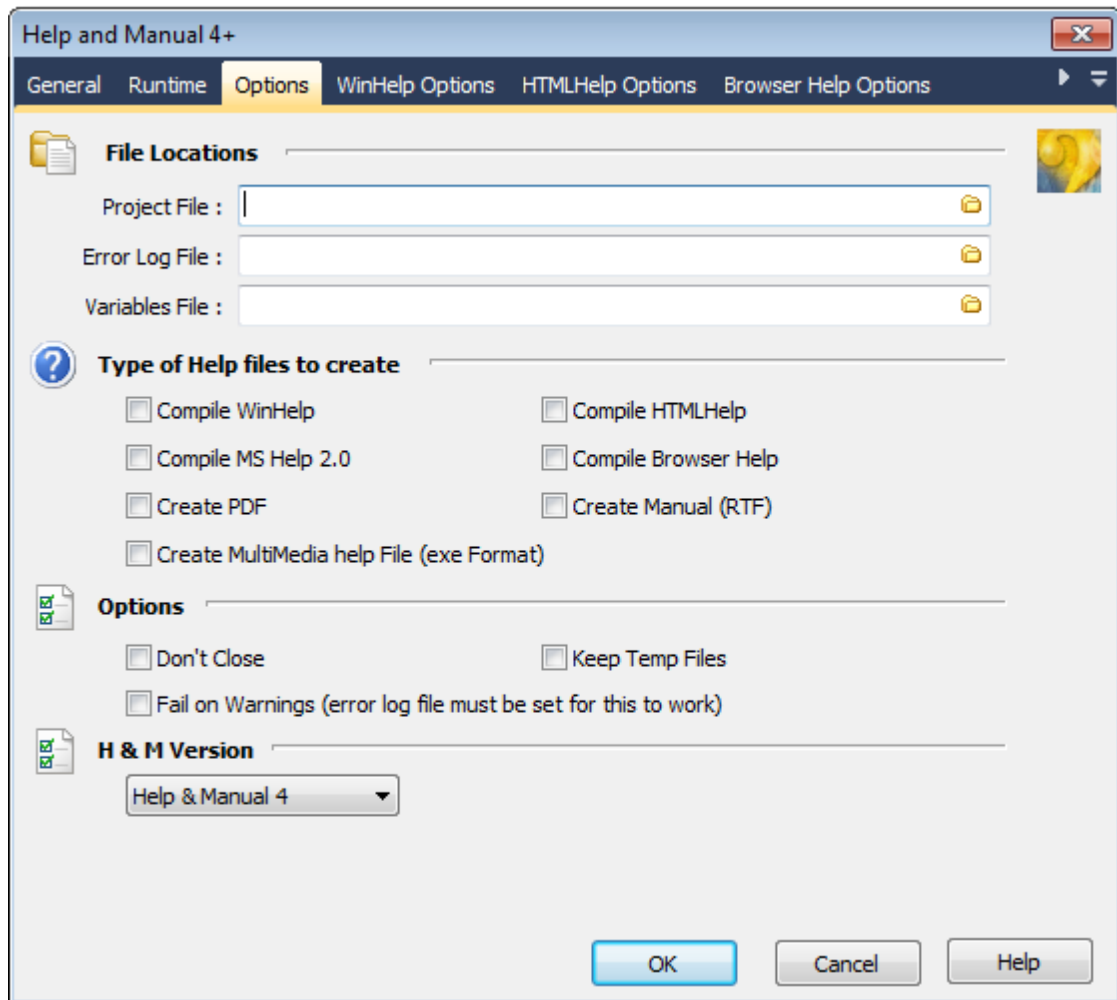 Help and Manual 4+
General Runtime Options WinHelp Options HTMLHelp Options Browser Help Options
File Locations
Project File :
Error Log File :
Variables File :
Type of Help files to create
Compile WinHelp Compile HTMLHelp
Compile MS Help 2.0 Compile Browser Help
Create PDF Create Manual (RTF)
Create MultiMedia help File (exe Format)
Options
Don't Close Keep Temp Files
Fail on Warnings (error log file must be set for this to work)
H & M Version
Help & Manual 4
OK Cancel Help